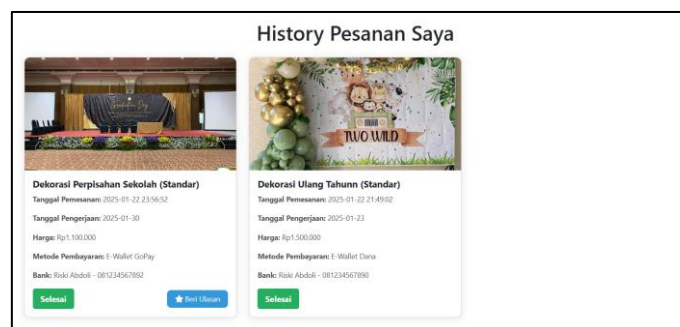 History Pesanan Saya
Graduation Day
TWO WILD
Dekorasi Perpisahan Sekolah (Standar)
Tanggal Pemesanan: 2025-01-22 23:56:52
Tanggal Pengerjaan: 2025-01-30
Harga: Rp1.100.000
Metode Pembayaran: E-Wallet GoPay
Bank: Riski Abdoli - 081234567892
Selesai
Beri Ulasan
Dekorasi Ulang Tahunn (Standar)
Tanggal Pemesanan: 2025-01-22 21:49:02
Tanggal Pengerjaan: 2025-01-23
Harga: Rp1.500.000
Metode Pembayaran: E-Wallet Dana
Bank: Riski Abdoli - 081234567890
Selesai